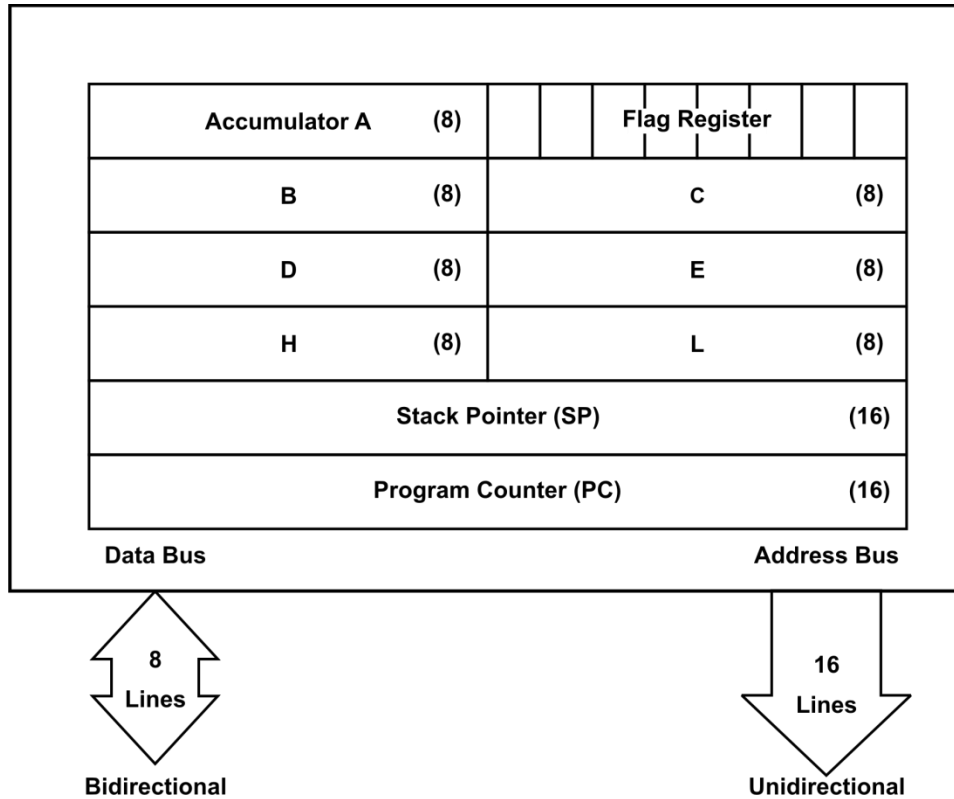 Accumulator A (8) Flag Register
B (8) C (8)
D (8) E (8)
H (8) L (8)
Stack Pointer (SP) (16)
Program Counter (PC) (16)
Data Bus Address Bus
8
Lines
16
Lines
Bidirectional Unidirectional